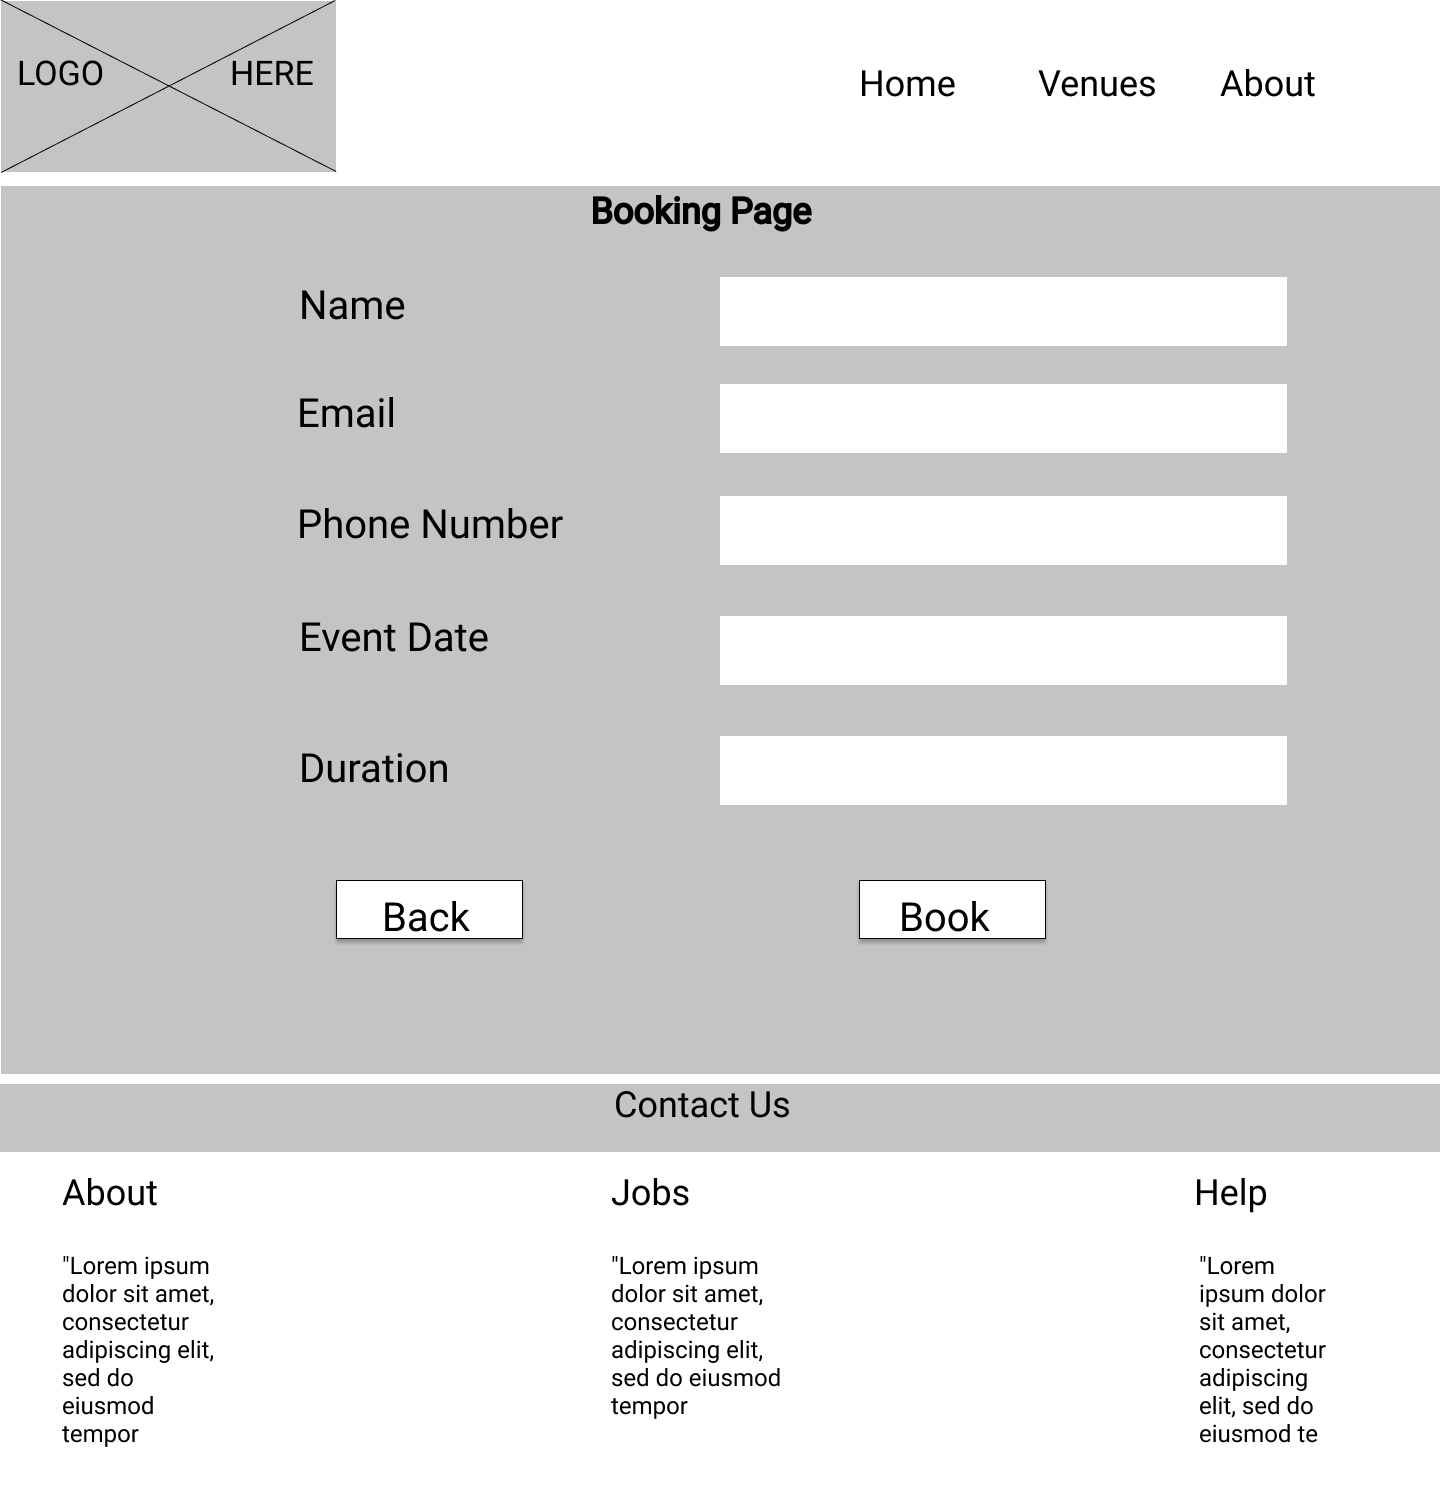 LOGO HERE
Home Venues About
Booking Page
Name
Email
Phone Number
Event Date
Duration
Back Book
Contact Us
About
"Lorem ipsum
dolor sit amet,
consectetur
adipiscing elit,
sed do
eiusmod
tempor
Jobs
"Lorem ipsum
dolor sit amet,
consectetur
adipiscing elit,
sed do eiusmod
tempor
Help
"Lorem
ipsum dolor
sit amet,
consectetur
adipiscing
elit, sed do
eiusmod te